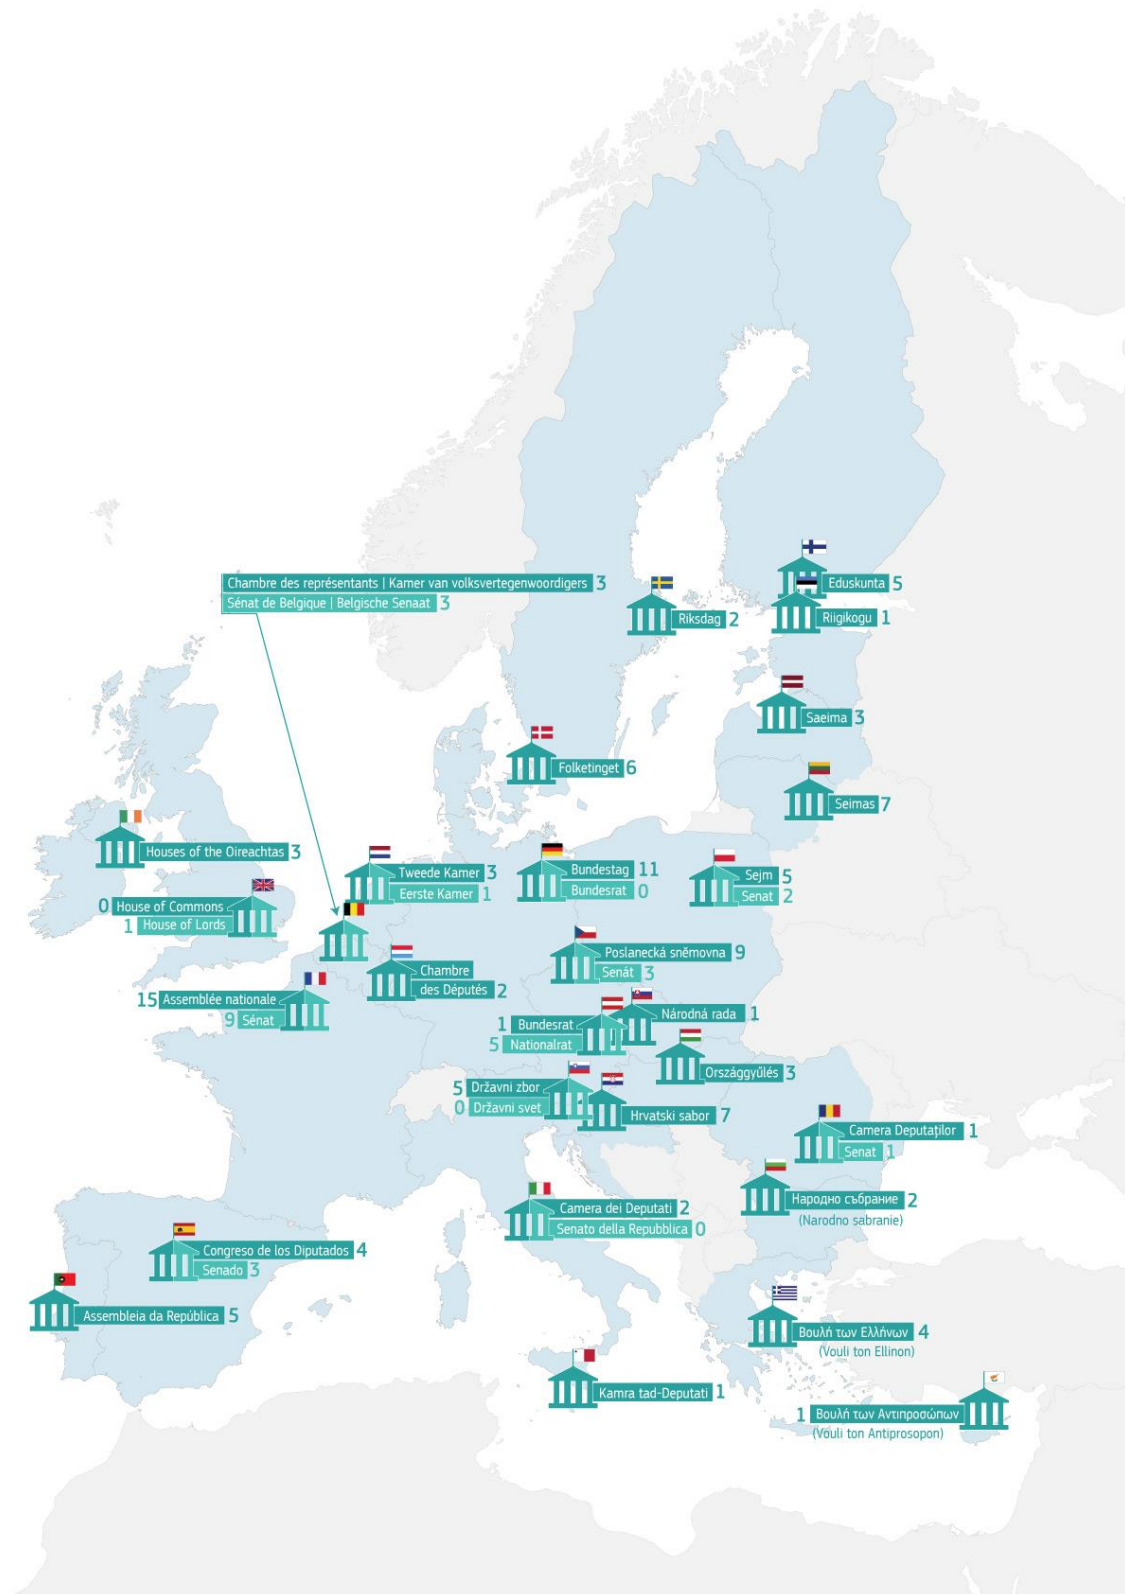 Eduskunta 5
Chambre des représentants | Kamer van volksvertegenwoordigers 3
Sénat de Belgique | Belgische Senaat 3
Riksdag 2
Riigikogu 1
Saeima 3
Folketinget 6
Seimas 7
Houses of the Oireachtas 3
Tweede Kamer 3
Eerste Kamer 1
Bundestag 11
Bundesrat 0
Sejm 5
Senat 2
0 House of Commons
1 House of Lords
Poslanecká sněmovna 9
Senát 3
Chambre
des Députés 2
15 Assemblée nationale
9 Sénat
1 Bundesrat
5 Nationalrat
Národná rada 1
Országgyűlés 3
5 Državni zbor
0 Državni svet
Hrvatski sabor 7
Camera Deputaților 1
Senat 1
Народно събрание 2
(Narodno sabranie)
Camera dei Deputati 2
Senato della Repubblica 0
Congreso de los Diputados 4
Senado 3
Assembleia da República 5
Βουλή των Ελλήνων 4
(Vouli ton Ellinon)
Kamra tad-Deputati 1
1 Βουλή των Αντιπροσώπων
(Vouli ton Antiprosopon)